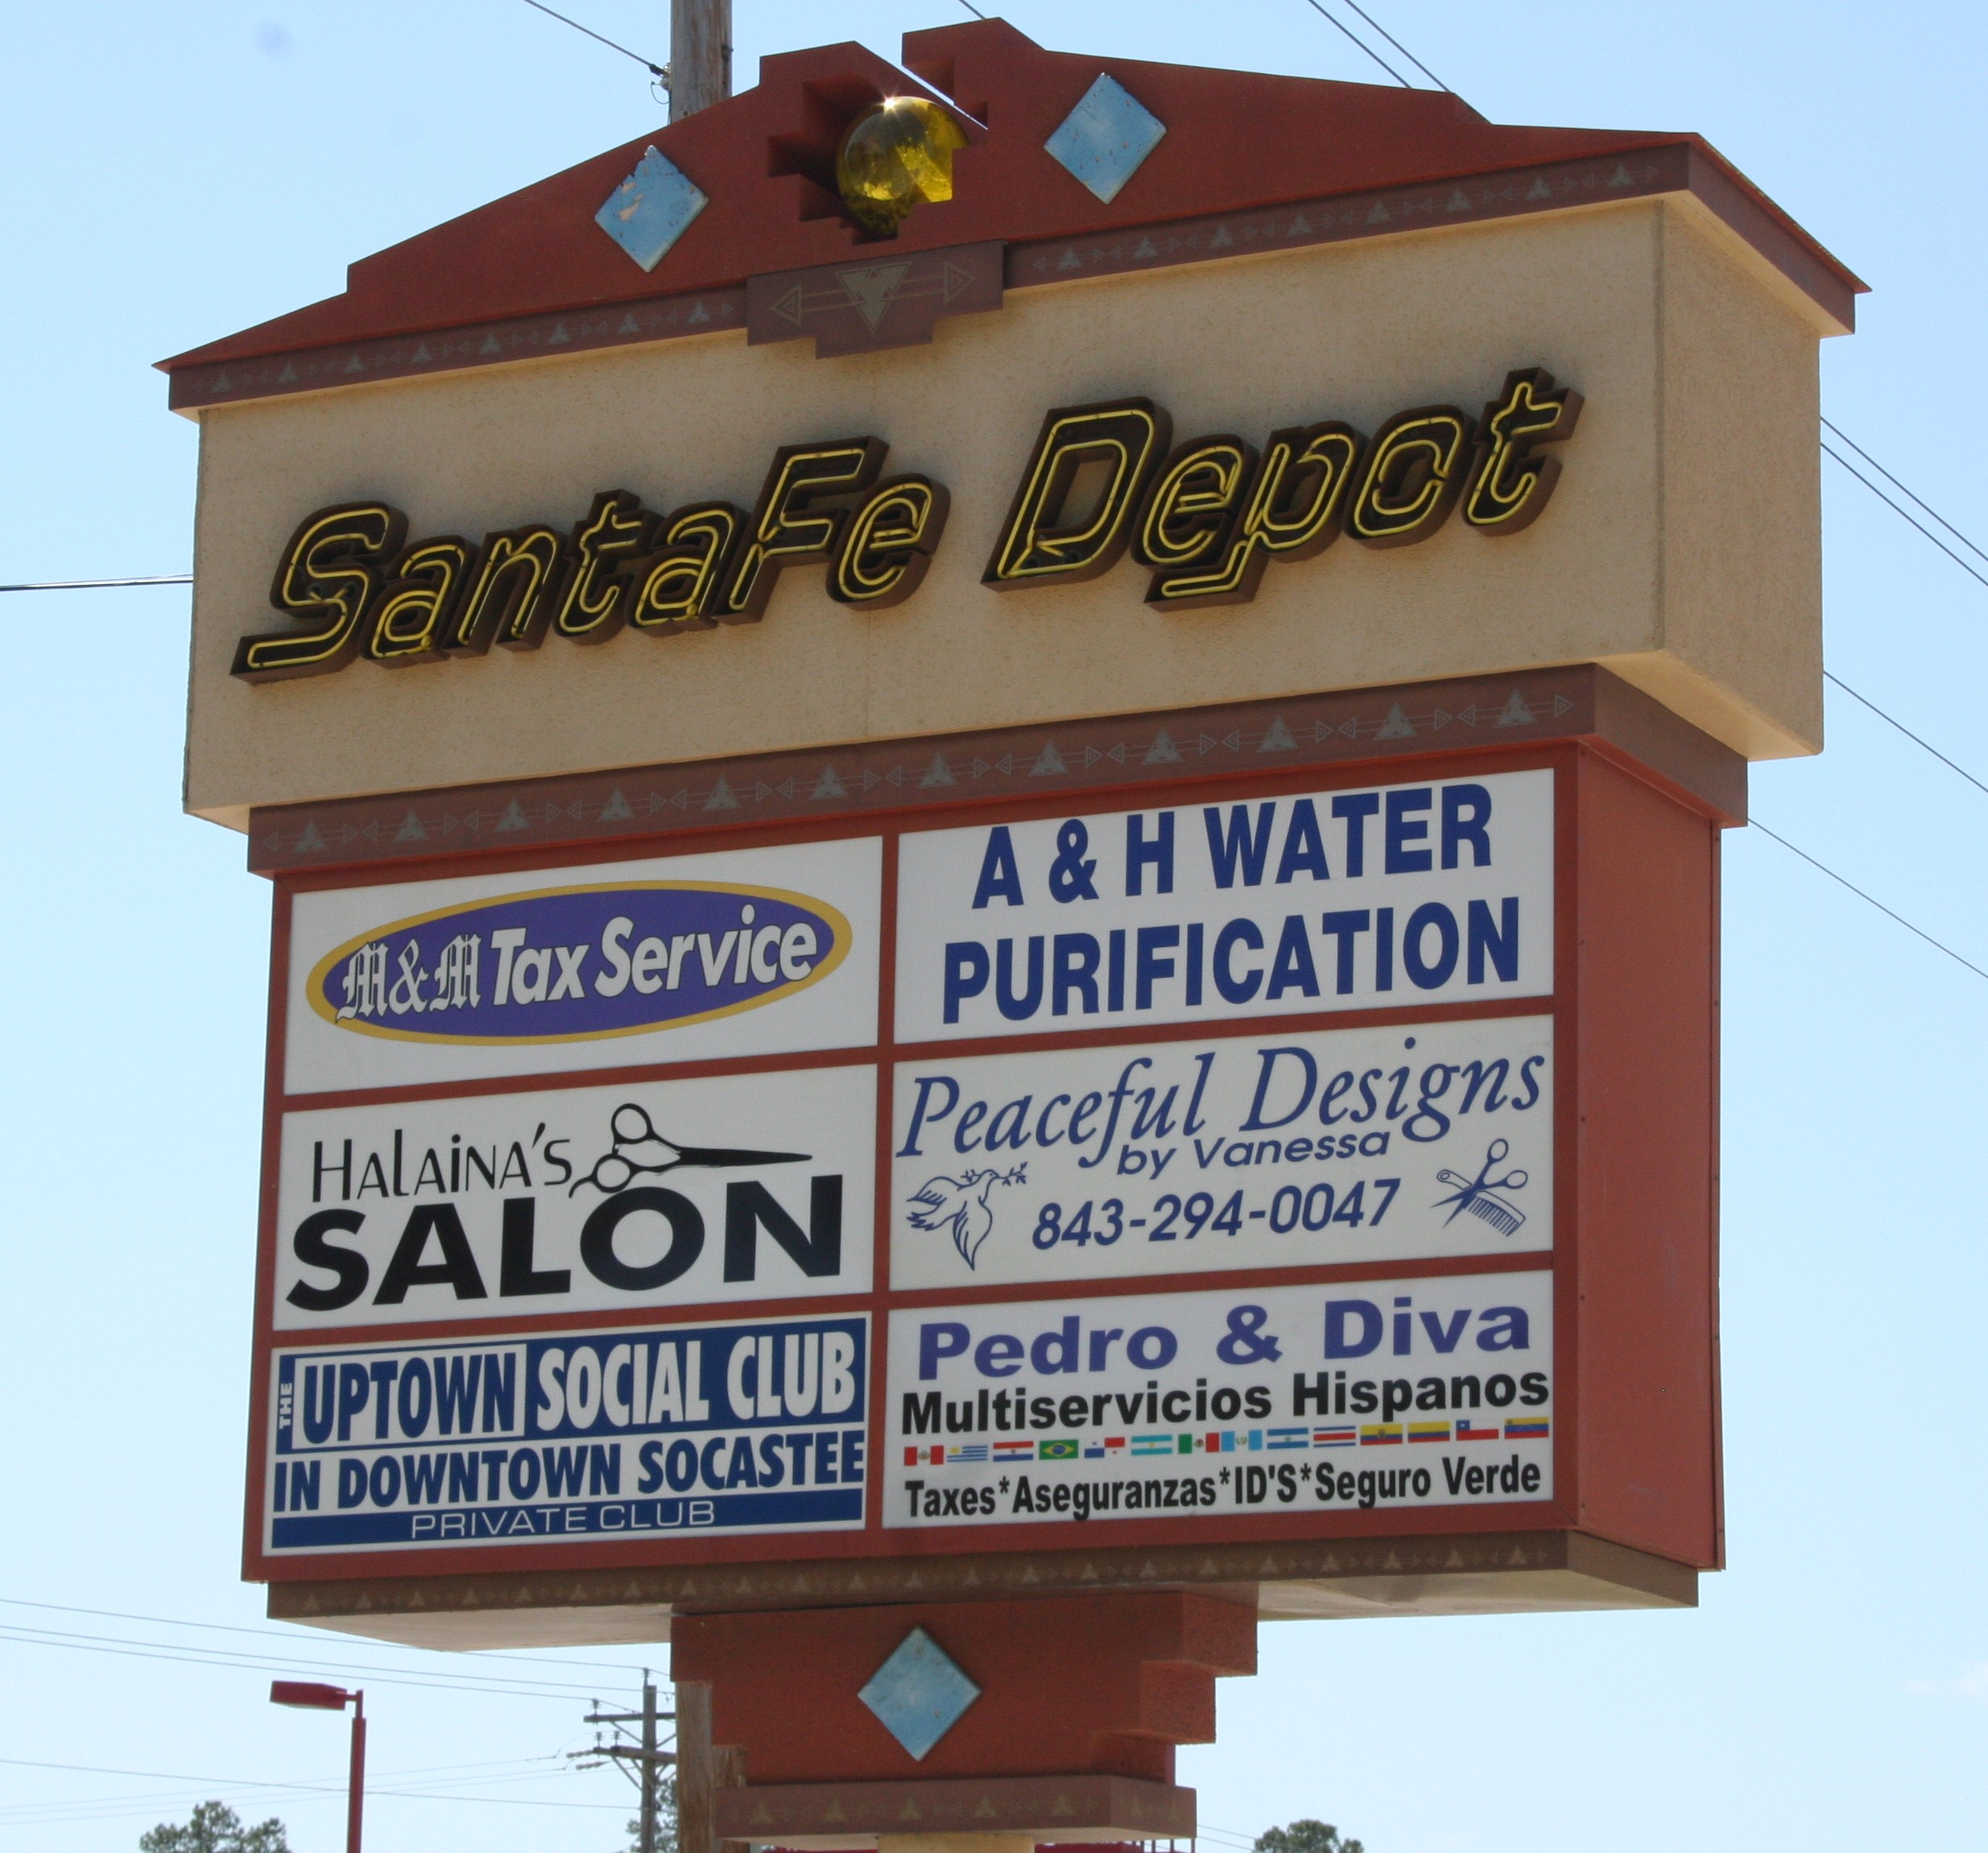 SantaFe Depot
M&M Tax Service
A & H WATER
PURIFICATION
HALAINA'S
SALON
Peaceful Designs
by Vanessa
843-294-0047
THE UPTOWN SOCIAL CLUB
IN DOWNTOWN SOCASTEE
PRIVATE CLUB
Pedro & Diva
Multiservicios Hispanos
Taxes*Aseguranzas*ID'S*Seguro Verde